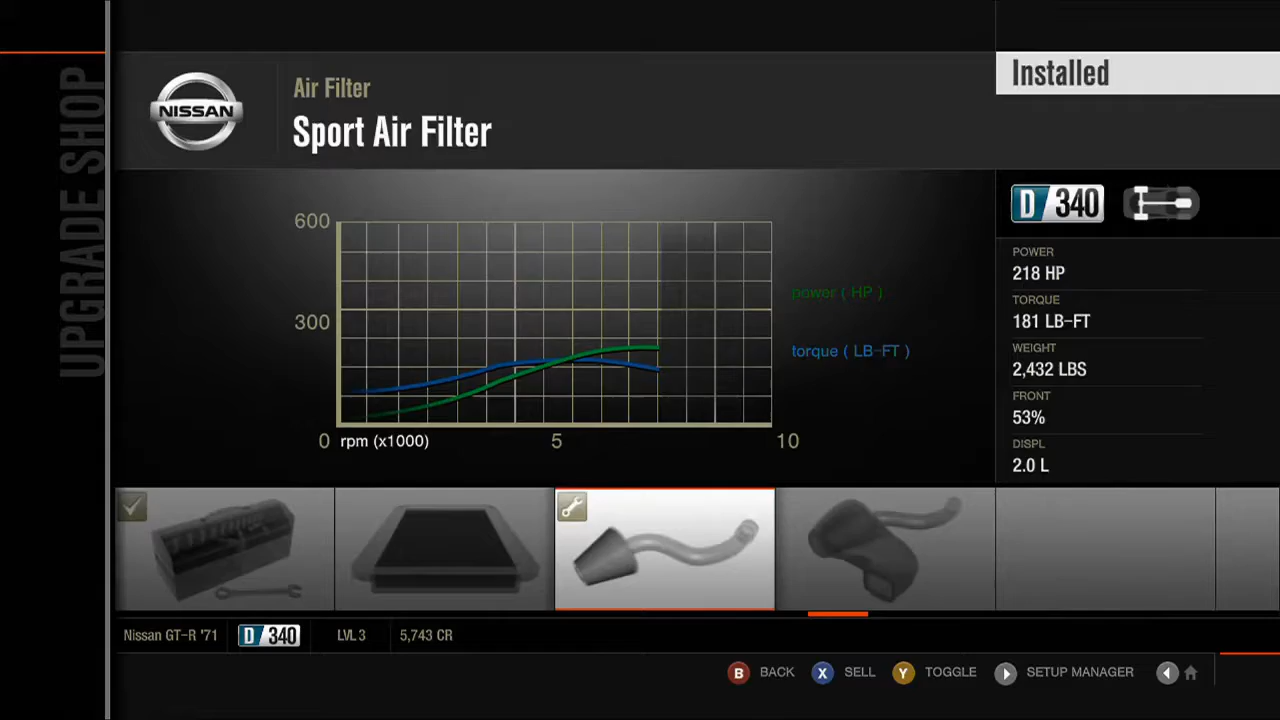 UPGRADE SHOP
NISSAN
Air Filter
Sport Air Filter
Installed
D 340
POWER
218 HP
TORQUE
181 LB-FT
WEIGHT
2,432 LBS
FRONT
53%
DISPL
2.0 L
600
300
0
rpm (x1000)
5
10
power ( HP )
torque ( LB-FT )
Nissan GT-R '71
D 340
LVL 3
5,743 CR
B BACK
X SELL
Y TOGGLE
SETUP MANAGER